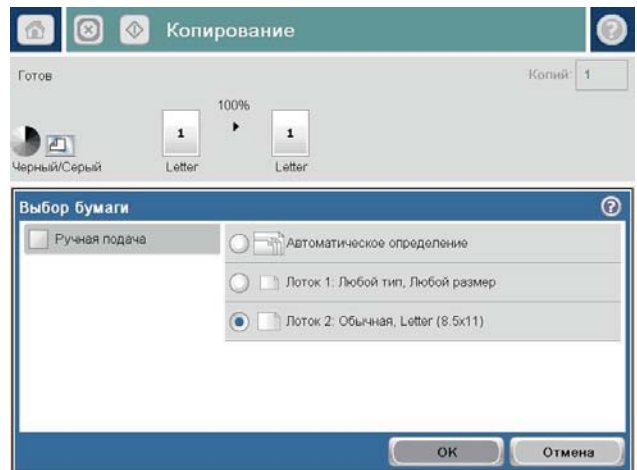 Копирование
Готов
Копий: 1
100%
1
1
Черный/Серый
Letter
Letter
Выбор бумаги
Ручная подача
Автоматическое определение
Лоток 1: Любой тип, Любой размер
Лоток 2: Обычная, Letter (8.5x11)
OK
Отмена